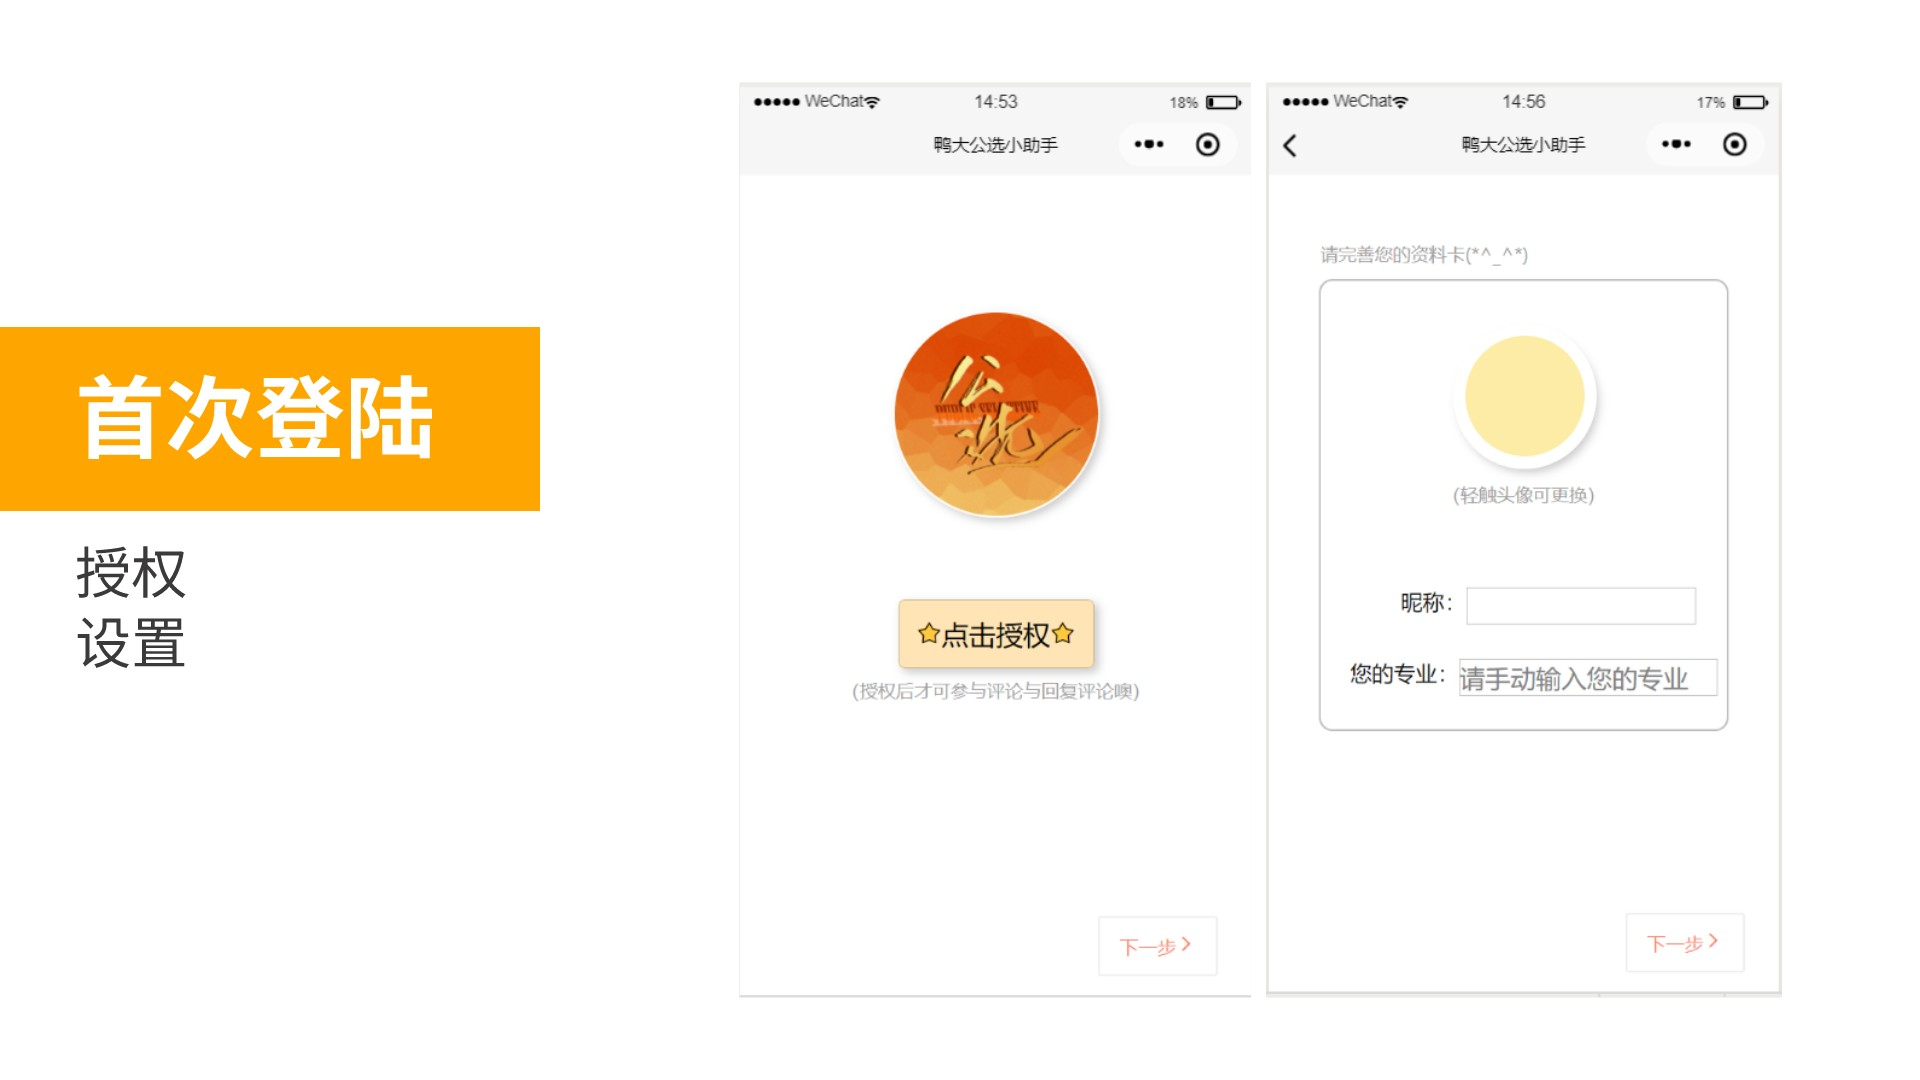 首次登陆
授权
设置
WeChat 14:53 18%
鸭大公选小助手
公选
⭐点击授权⭐
(授权后才可参与评论与回复评论噢)
下一步
WeChat 14:56 17%
鸭大公选小助手
请完善您的资料卡(*^_^*)
(轻触头像可更换)
昵称：
您的专业： 请手动输入您的专业
下一步